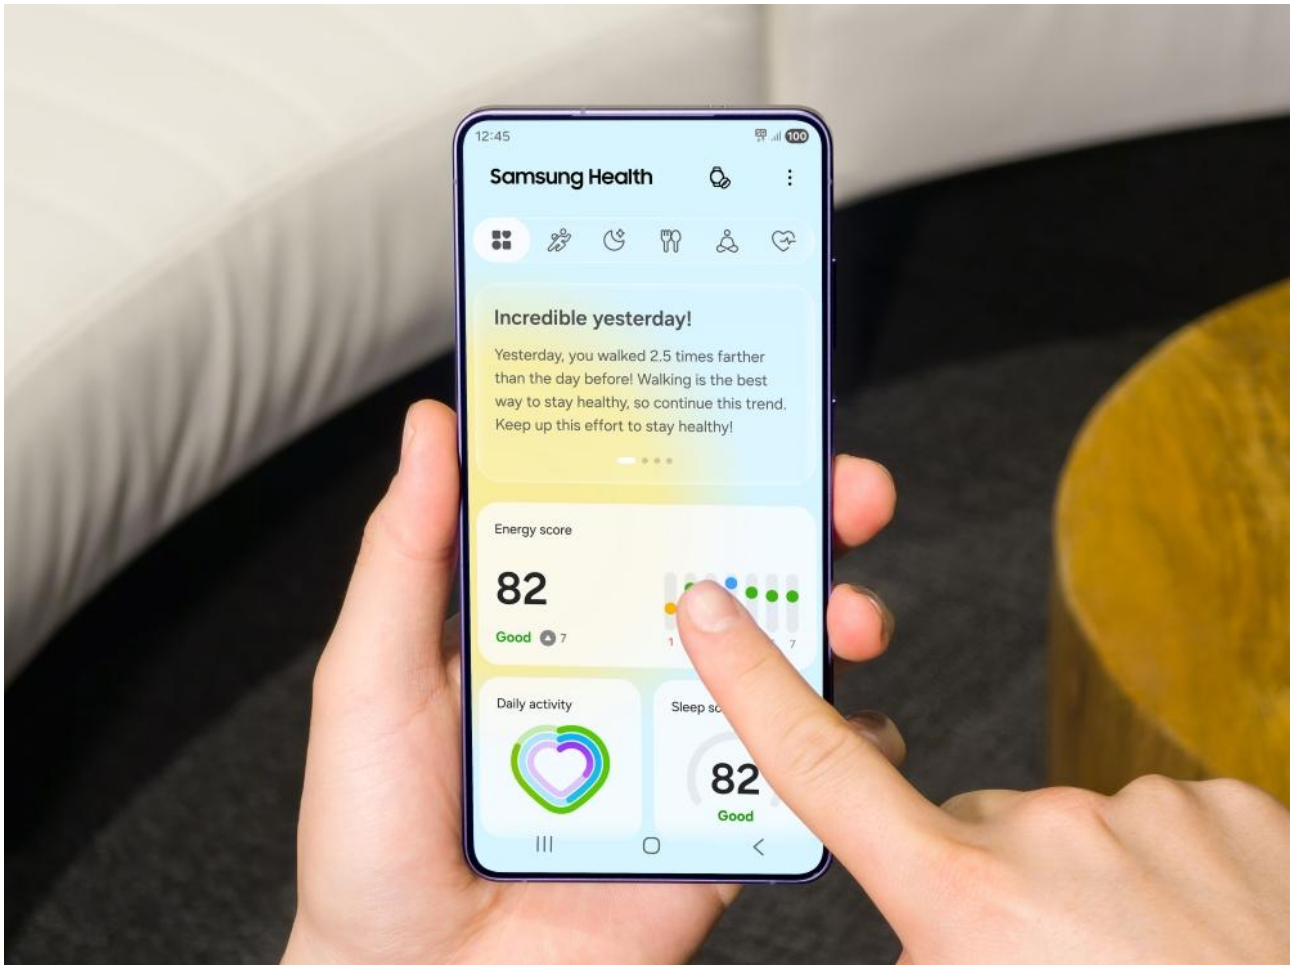 12:45
100
Samsung Health
Incredible yesterday!
Yesterday, you walked 2.5 times farther
than the day before! Walking is the best
way to stay healthy, so continue this trend.
Keep up this effort to stay healthy!
Energy score
82
Good 7
1 7
Daily activity
Sleep
82
Good